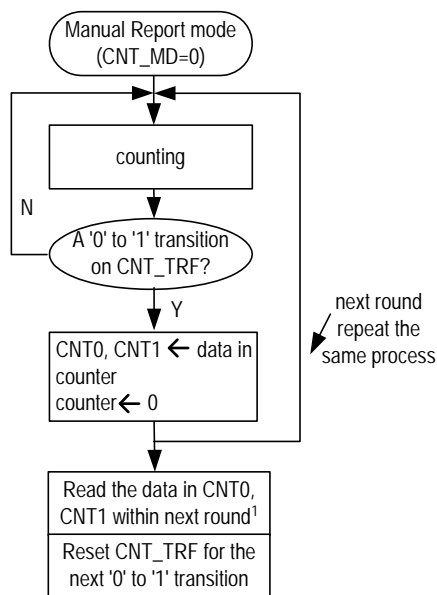 Manual Report mode
(CNT_MD=0)
counting
N
A '0' to '1' transition
on CNT_TRF?
Y
next round
repeat the
same process
CNT0, CNT1 ← data in
counter
counter← 0
Read the data in CNT0,
CNT1 within next round¹
Reset CNT_TRF for the
next '0' to '1' transition